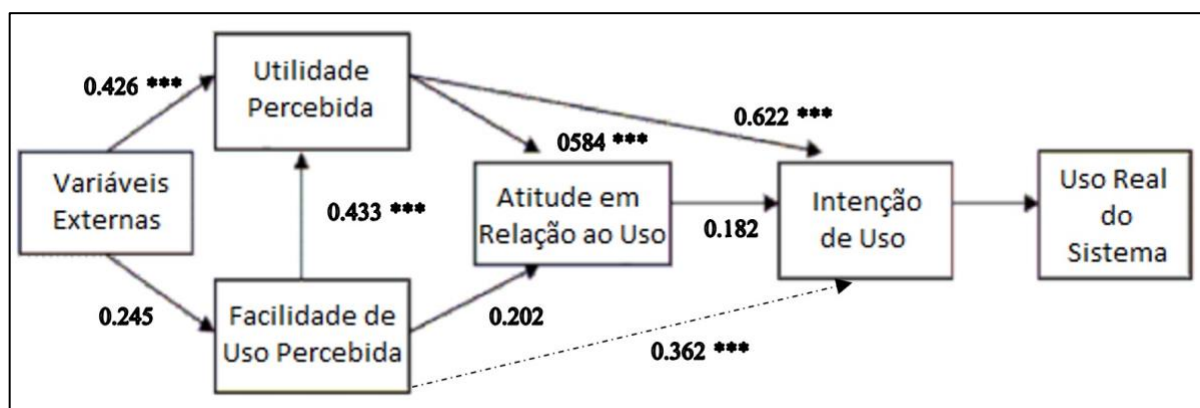 Utilidade
Percebida
0.426 ***
0.622 ***
0584 ***
Variáveis
Externas
0.433 ***
Atitude em
Relação ao Uso
0.182
Intenção
de Uso
Uso Real
do
Sistema
0.245
Facilidade de
Uso Percebida
0.202
0.362 ***